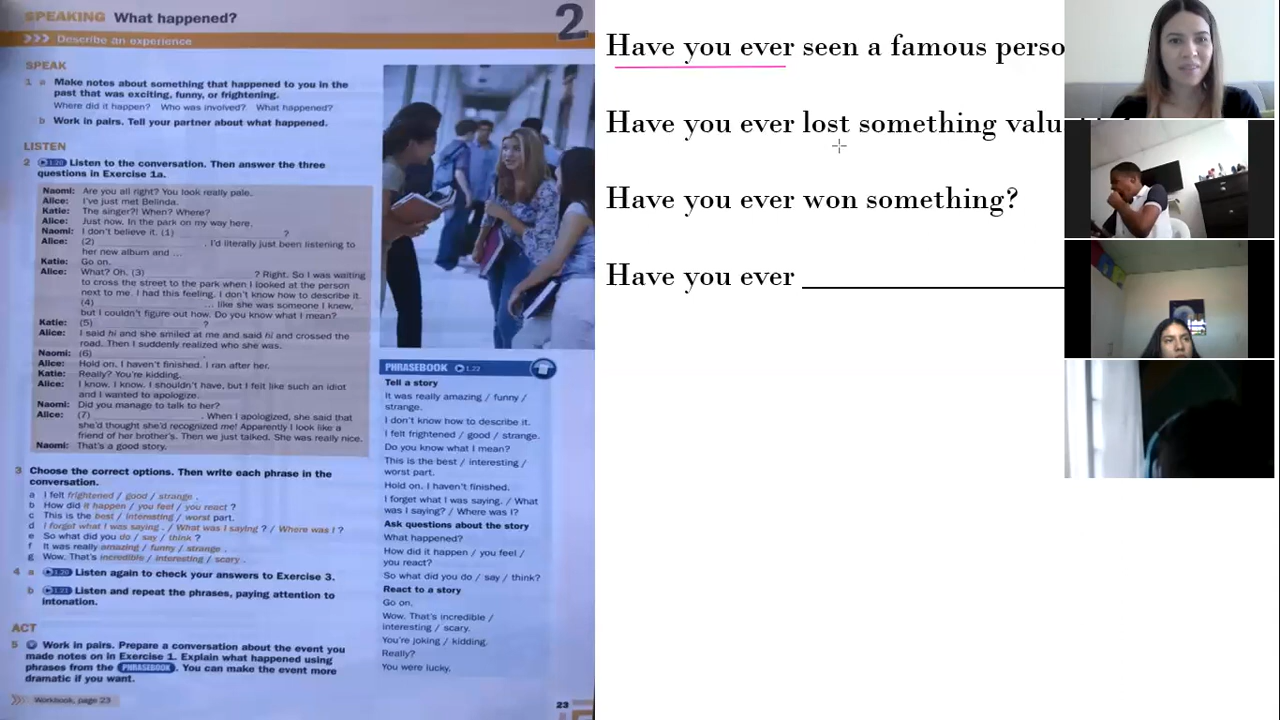 SPEAKING What happened?
2
>>> Describe an experience
SPEAK
1 a Make notes about something that happened to you in the
past that was exciting, funny, or frightening.
Where did it happen? Who was involved? What happened?
b Work in pairs. Tell your partner about what happened.
LISTEN
2 1.20 Listen to the conversation. Then answer the three
questions in Exercise 1a.
Naomi: Are you all right? You look really pale.
Alice: I've just met Belinda.
Katie: The singer?! When? Where?
Alice: Just now. In the park on my way here.
Naomi: I don't believe it. (1) ____________________ ?
Alice: (2) ____________________ . I'd literally just been listening to
her new album and ...
Katie: Go on.
Alice: What? Oh, (3) ____________________ ? Right. So I was waiting
to cross the street to the park when I looked at the person
next to me. I had this feeling. I don't know how to describe it.
(4) ____________________ ... like she was someone I knew,
but I couldn't figure out how. Do you know what I mean?
Katie: (5) ____________________ ?
Alice: I said hi and she smiled at me and said hi and crossed the
road. Then I suddenly realized who she was.
Naomi: (6) ____________________ .
Alice: Hold on, I haven't finished. I ran after her.
Katie: Really? You're kidding.
Alice: I know, I know. I shouldn't have, but I felt like such an idiot
and I wanted to apologize.
Naomi: Did you manage to talk to her?
Alice: (7) ____________________ . When I apologized, she said that
she'd thought she'd recognized me! Apparently I look like a
friend of her brother's. Then we just talked. She was really nice.
Naomi: That's a good story.
3 Choose the correct options. Then write each phrase in the
conversation.
a I felt frightened / good / strange .
b How did it happen / you feel / you react ?
c This is the best / interesting / worst part.
d I forget what I was saying. / What was I saying ? / Where was I ?
e So what did you do / say / think ?
f It was really amazing / funny / strange .
g Wow. That's incredible / interesting / scary .
4 a 1.20 Listen again to check your answers to Exercise 3.
b 1.21 Listen and repeat the phrases, paying attention to
intonation.
ACT
5 Work in pairs. Prepare a conversation about the event you
made notes on in Exercise 1. Explain what happened using
phrases from the PHRASEBOOK . You can make the event more
dramatic if you want.
>>> Workbook, page 23
PHRASEBOOK 1.22
Tell a story
It was really amazing / funny /
strange.
I don't know how to describe it.
I felt frightened / good / strange.
Do you know what I mean?
This is the best / interesting /
worst part.
Hold on. I haven't finished.
I forget what I was saying. / What
was I saying? / Where was I?
Ask questions about the story
What happened?
How did it happen / you feel /
you react?
So what did you do / say / think?
React to a story
Go on.
Wow. That's incredible /
interesting / scary.
You're joking / kidding.
Really?
You were lucky.
23
Have you ever seen a famous perso
Have you ever lost something valu
Have you ever won something?
Have you ever ____________________